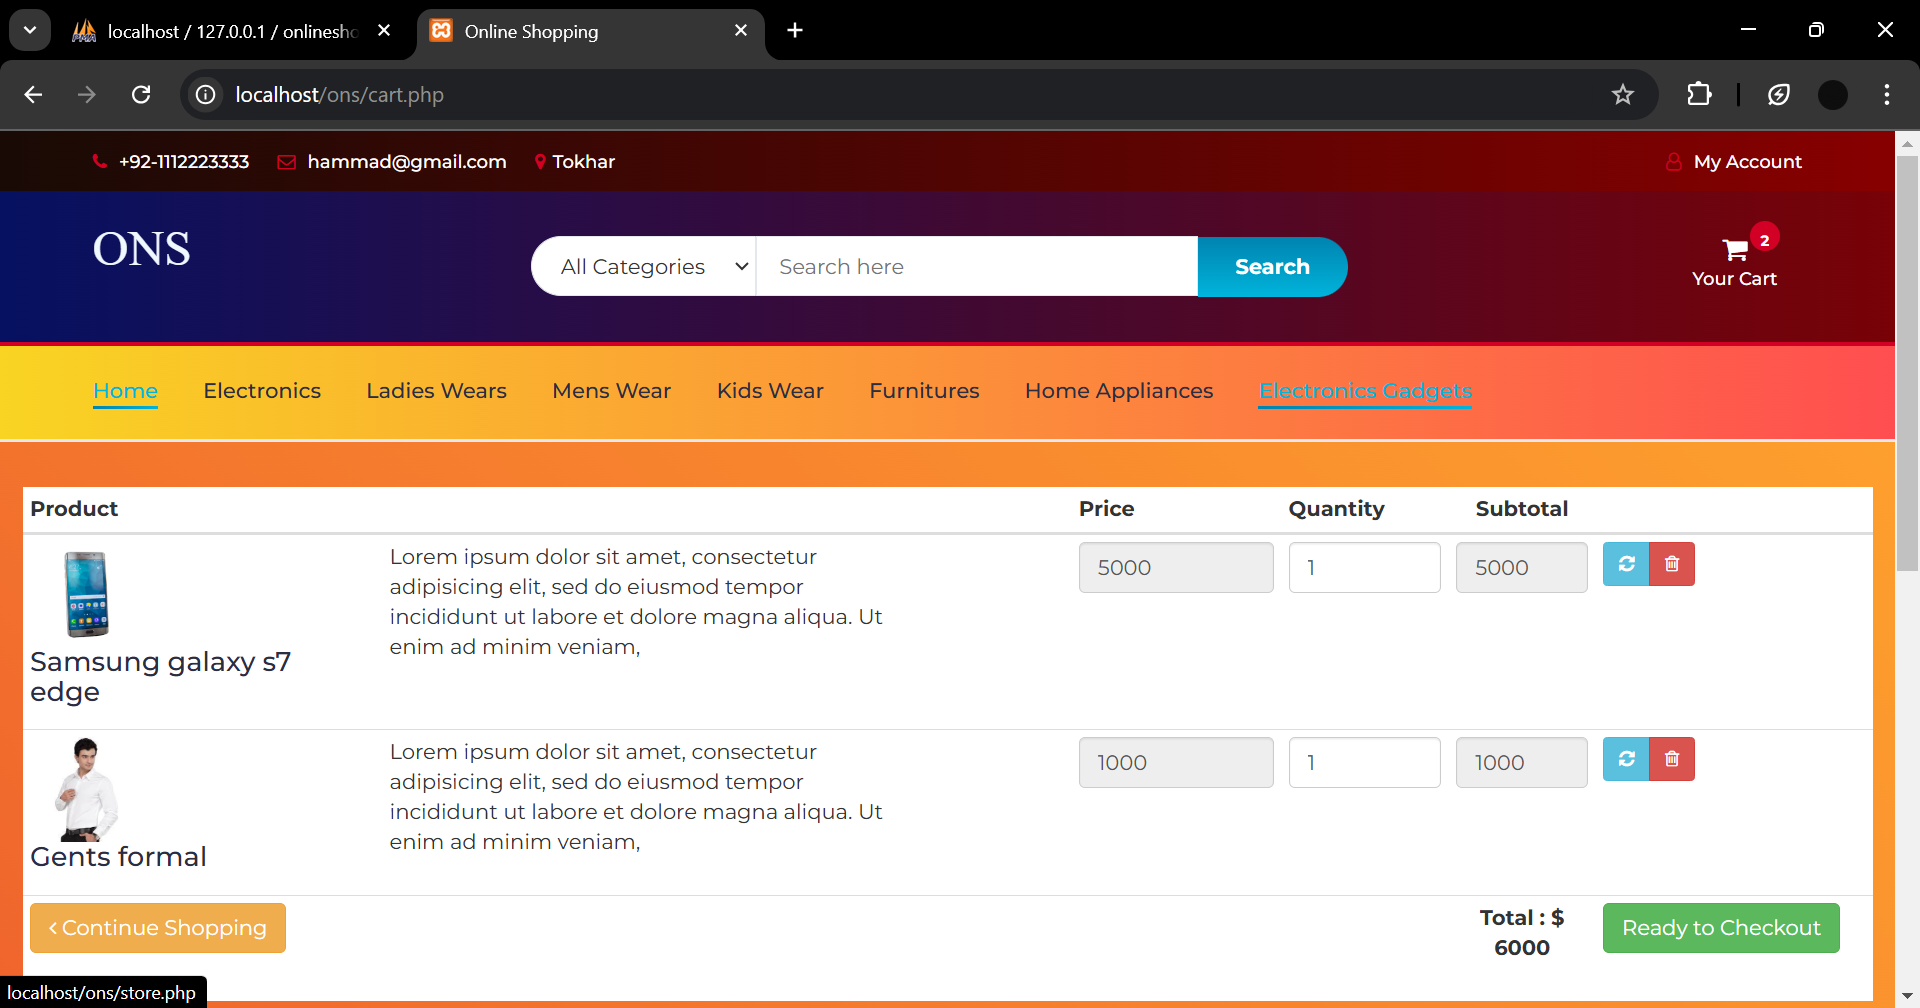 localhost / 127.0.0.1 / onlinesho
Online Shopping
localhost/ons/cart.php
+92-1112223333 hammad@gmail.com Tokhar My Account
ONS
All Categories Search here Search
2
Your Cart
Home Electronics Ladies Wears Mens Wear Kids Wear Furnitures Home Appliances Electronics Gadgets
Product Price Quantity Subtotal
Lorem ipsum dolor sit amet, consectetur
adipisicing elit, sed do eiusmod tempor
incididunt ut labore et dolore magna aliqua. Ut
enim ad minim veniam,
5000 1 5000
Samsung galaxy s7
edge
Lorem ipsum dolor sit amet, consectetur
adipisicing elit, sed do eiusmod tempor
incididunt ut labore et dolore magna aliqua. Ut
enim ad minim veniam,
1000 1 1000
Gents formal
Continue Shopping
Total : $
6000
Ready to Checkout
localhost/ons/store.php